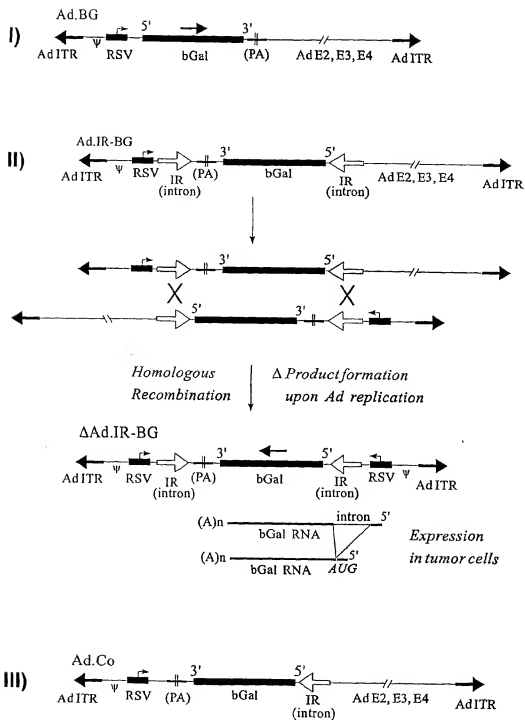 I)
Ad.BG
5' 3'
Ad ITR Ψ RSV bGal (PA) Ad E2, E3, E4 Ad ITR
II)
Ad.IR-BG
3' 5'
Ad ITR Ψ RSV IR (PA) bGal IR Ad E2, E3, E4 Ad ITR
(intron) (intron)
3' 5'
X X
5' 3'
Homologous Δ Product formation
Recombination upon Ad replication
ΔAd.IR-BG
3' 5'
Ad ITR Ψ RSV IR (PA) bGal IR RSV Ψ Ad ITR
(intron) (intron)
(A)n intron 5'
bGal RNA Expression
(A)n 5' in tumor cells
bGal RNA AUG
III)
Ad.Co
3' 5'
Ad ITR Ψ RSV (PA) bGal IR Ad E2, E3, E4 Ad ITR
(intron)